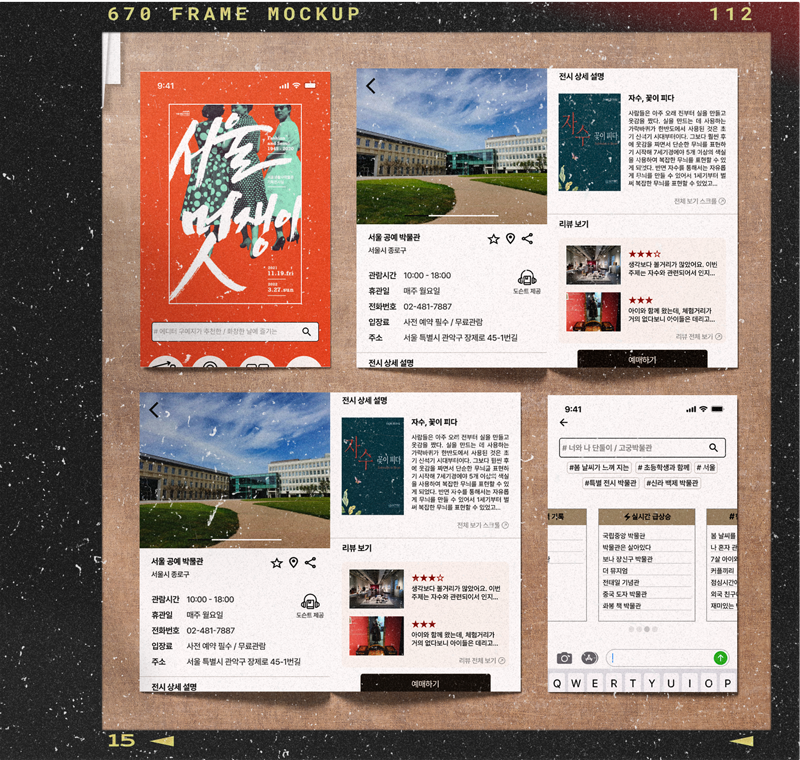 670 FRAME MOCKUP
112
9:41
서울
멋쟁이
11.19.fri
3.27.sun
# 에디터 구예지가 추천한 / 화창한 날에 즐기는
서울 공예 박물관
서울시 종로구
관람시간 10:00 - 18:00
휴관일 매주 월요일
전화번호 02-481-7887
입장료 사전 예약 필수 / 무료관람
주소 서울 특별시 관악구 장제로 45-1번길
도슨트 제공
전시 상세 설명
전시 상세 설명
자수
꽃이 피다
자수, 꽃이 피다
사람들은 아주 오래 전부터 실을 만들고
옷감을 짰다. 실을 만드는 데 사용하는
가락바퀴가 한반도에서 사용된 것은 초
기 신석기 시대부터이다. 그보다 훨씬 후
에 옷감을 짜면서 단순한 무늬를 표현하
기 시작해 7세기경에야 5개 이상의 색실
을 사용하여 복잡한 무늬를 표현할 수 있
게 되었다. 반면 자수를 통해서는 자유롭
게 무늬를 만들 수 있어서 1세기부터 벌
써 복잡한 무늬를 표현할 수 있었고...
전체 보기 스크롤
리뷰 보기
★★★☆
생각보다 볼거리가 많았어요. 이번
주제는 자수와 관련되어서 인지...
★★★
아이와 함께 왔는데, 체험거리가
거의 없다보니 아이들은 데리고...
리뷰 전체 보기
예매하기
서울 공예 박물관
서울시 종로구
관람시간 10:00 - 18:00
휴관일 매주 월요일
전화번호 02-481-7887
입장료 사전 예약 필수 / 무료관람
주소 서울 특별시 관악구 장제로 45-1번길
도슨트 제공
전시 상세 설명
전시 상세 설명
자수
꽃이 피다
자수, 꽃이 피다
사람들은 아주 오래 전부터 실을 만들고
옷감을 짰다. 실을 만드는 데 사용하는
가락바퀴가 한반도에서 사용된 것은 초
기 신석기 시대부터이다. 그보다 훨씬 후
에 옷감을 짜면서 단순한 무늬를 표현하
기 시작해 7세기경에야 5개 이상의 색실
을 사용하여 복잡한 무늬를 표현할 수 있
게 되었다. 반면 자수를 통해서는 자유롭
게 무늬를 만들 수 있어서 1세기부터 벌
써 복잡한 무늬를 표현할 수 있었고...
전체 보기 스크롤
리뷰 보기
★★★☆
생각보다 볼거리가 많았어요. 이번
주제는 자수와 관련되어서 인지...
★★★
아이와 함께 왔는데, 체험거리가
거의 없다보니 아이들은 데리고...
리뷰 전체 보기
예매하기
9:41
# 너와 나 단둘이 / 고궁박물관
#봄 날씨가 느껴 지는 # 초등학생과 함께 # 서울
#특별 전시 박물관 #신라 백제 박물관
실시간 급상승
국립중앙 박물관
박물관은 살아있다
보나 장신구 박물관
더 뮤지엄
전태일 기념관
중국 도자 박물관
화봉 책 박물관
봄 날씨를
나 혼자 관
7살 아이와
커플끼리
점심시간
외국 친구
재미있는
Q W E R T Y U I O P
15